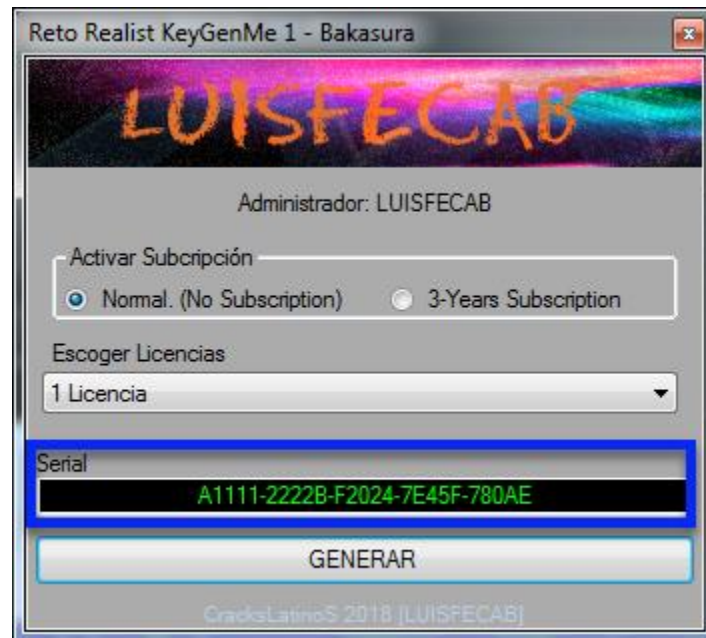 Reto Realist KeyGenMe 1 - Bakasura
LUISFECAB
Administrador: LUISFECAB
Activar Subcripción
Normal. (No Subscription) 3-Years Subscription
Escoger Licencias
1 Licencia
Serial
A1111-2222B-F2024-7E45F-780AE
GENERAR
CracksLatinoS 2018 [LUISFECAB]